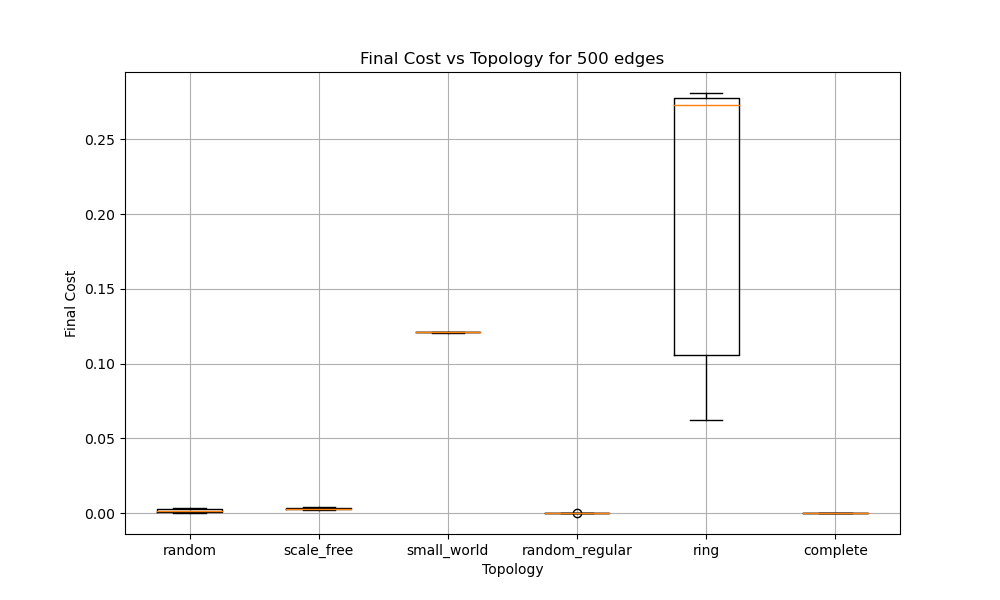 Final Cost vs Topology for 500 edges
Final Cost
0.25
0.20
0.15
0.10
0.05
0.00
random scale_free small_world random_regular ring complete
Topology